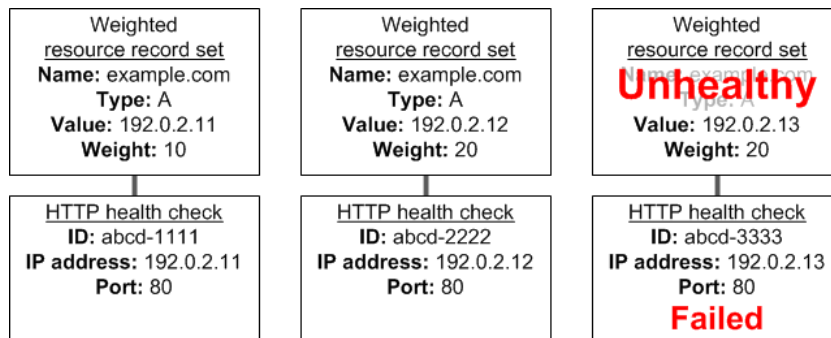 Weighted
resource record set
Name: example.com
Type: A
Value: 192.0.2.11
Weight: 10
HTTP health check
ID: abcd-1111
IP address: 192.0.2.11
Port: 80
Weighted
resource record set
Name: example.com
Type: A
Value: 192.0.2.12
Weight: 20
HTTP health check
ID: abcd-2222
IP address: 192.0.2.12
Port: 80
Weighted
resource record set
Name: example.com
Unhealthy
Type: A
Value: 192.0.2.13
Weight: 20
HTTP health check
ID: abcd-3333
IP address: 192.0.2.13
Port: 80
Failed